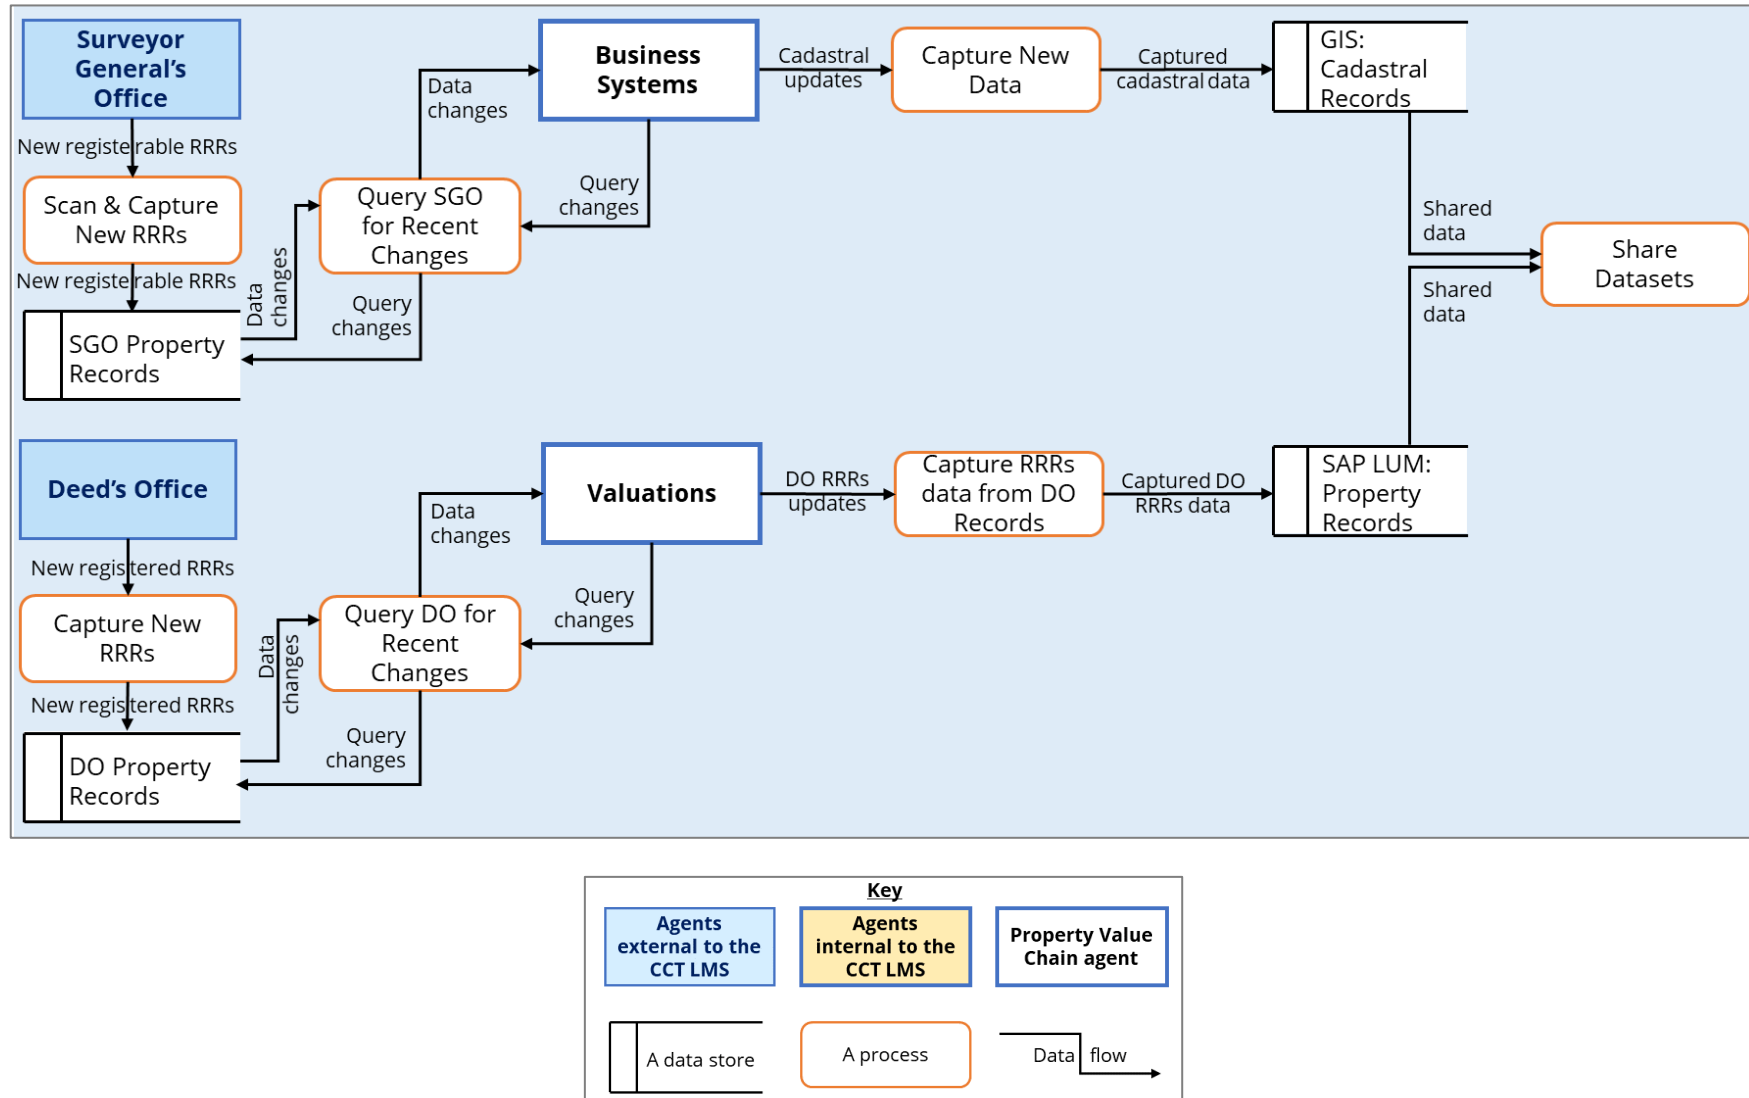 Surveyor
General's
Office
New registerable RRRs
Scan & Capture
New RRRs
New registerable RRRs
SGO Property
Records
Data
changes
Query SGO
for Recent
Changes
Query
changes
Data
changes
Business
Systems
Query
changes
Cadastral
updates
Capture New
Data
Captured
cadastral data
GIS:
Cadastral
Records
Shared
data
Share
Datasets
Shared
data
Deed's Office
New registered RRRs
Capture New
RRRs
New registered RRRs
DO Property
Records
Data
changes
Query DO for
Recent
Changes
Query
changes
Data
changes
Valuations
Query
changes
DO RRRs
updates
Capture RRRs
data from DO
Records
Captured DO
RRRs data
SAP LUM:
Property
Records
Key
Agents
external to the
CCT LMS
Agents
internal to the
CCT LMS
Property Value
Chain agent
A data store
A process
Data flow